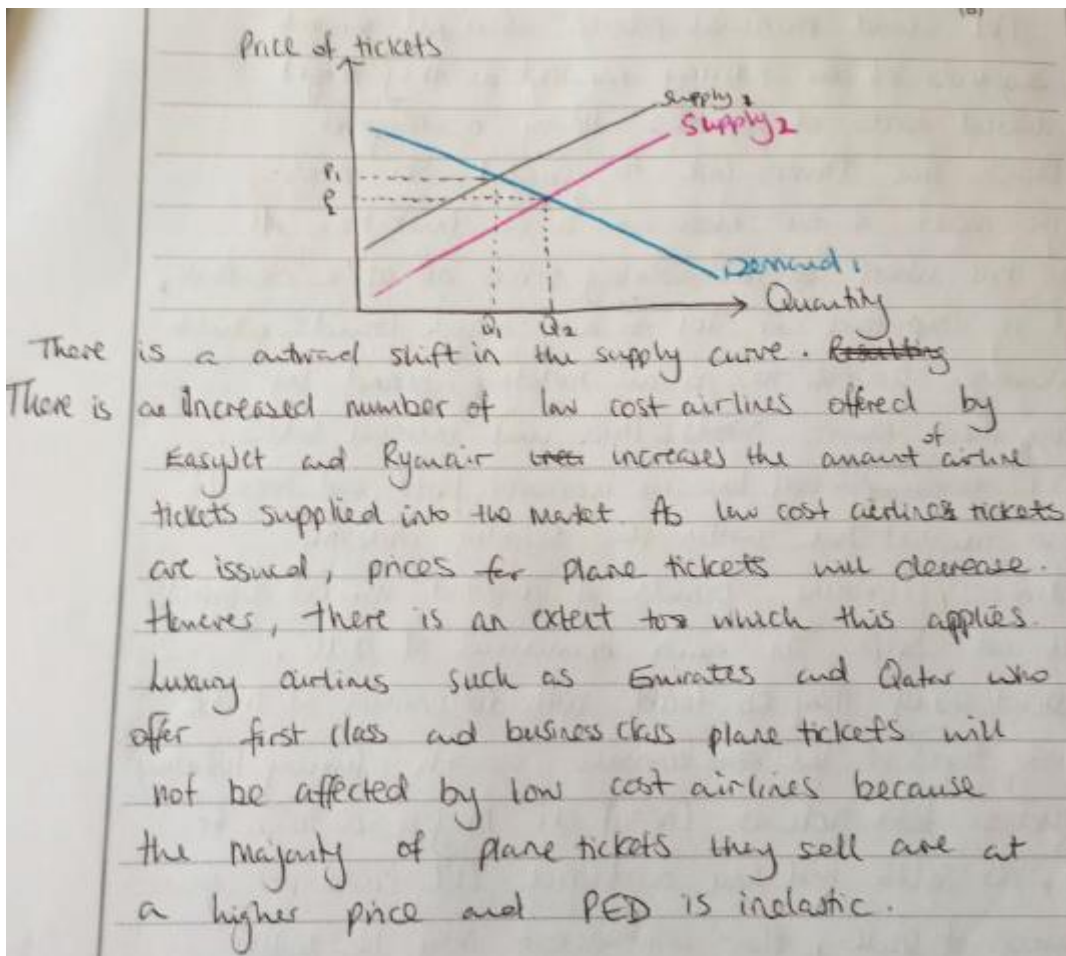 Price of tickets
Supply 1
Supply 2
P1
P2
Demand 1
Quantity
Q1 Q2
There is a outward shift in the supply curve. Resulting
There is an increased number of low cost airlines offered by
EasyJet and Ryanair increases the amount of airline
tickets supplied into the market. As low cost airlines tickets
are issued, prices for plane tickets will decrease.
However, there is an extent to which this applies.
Luxury airlines such as Emirates and Qatar who
offer first class and business class plane tickets will
not be affected by low cost airlines because
the majority of plane tickets they sell are at
a higher price and PED is inelastic.